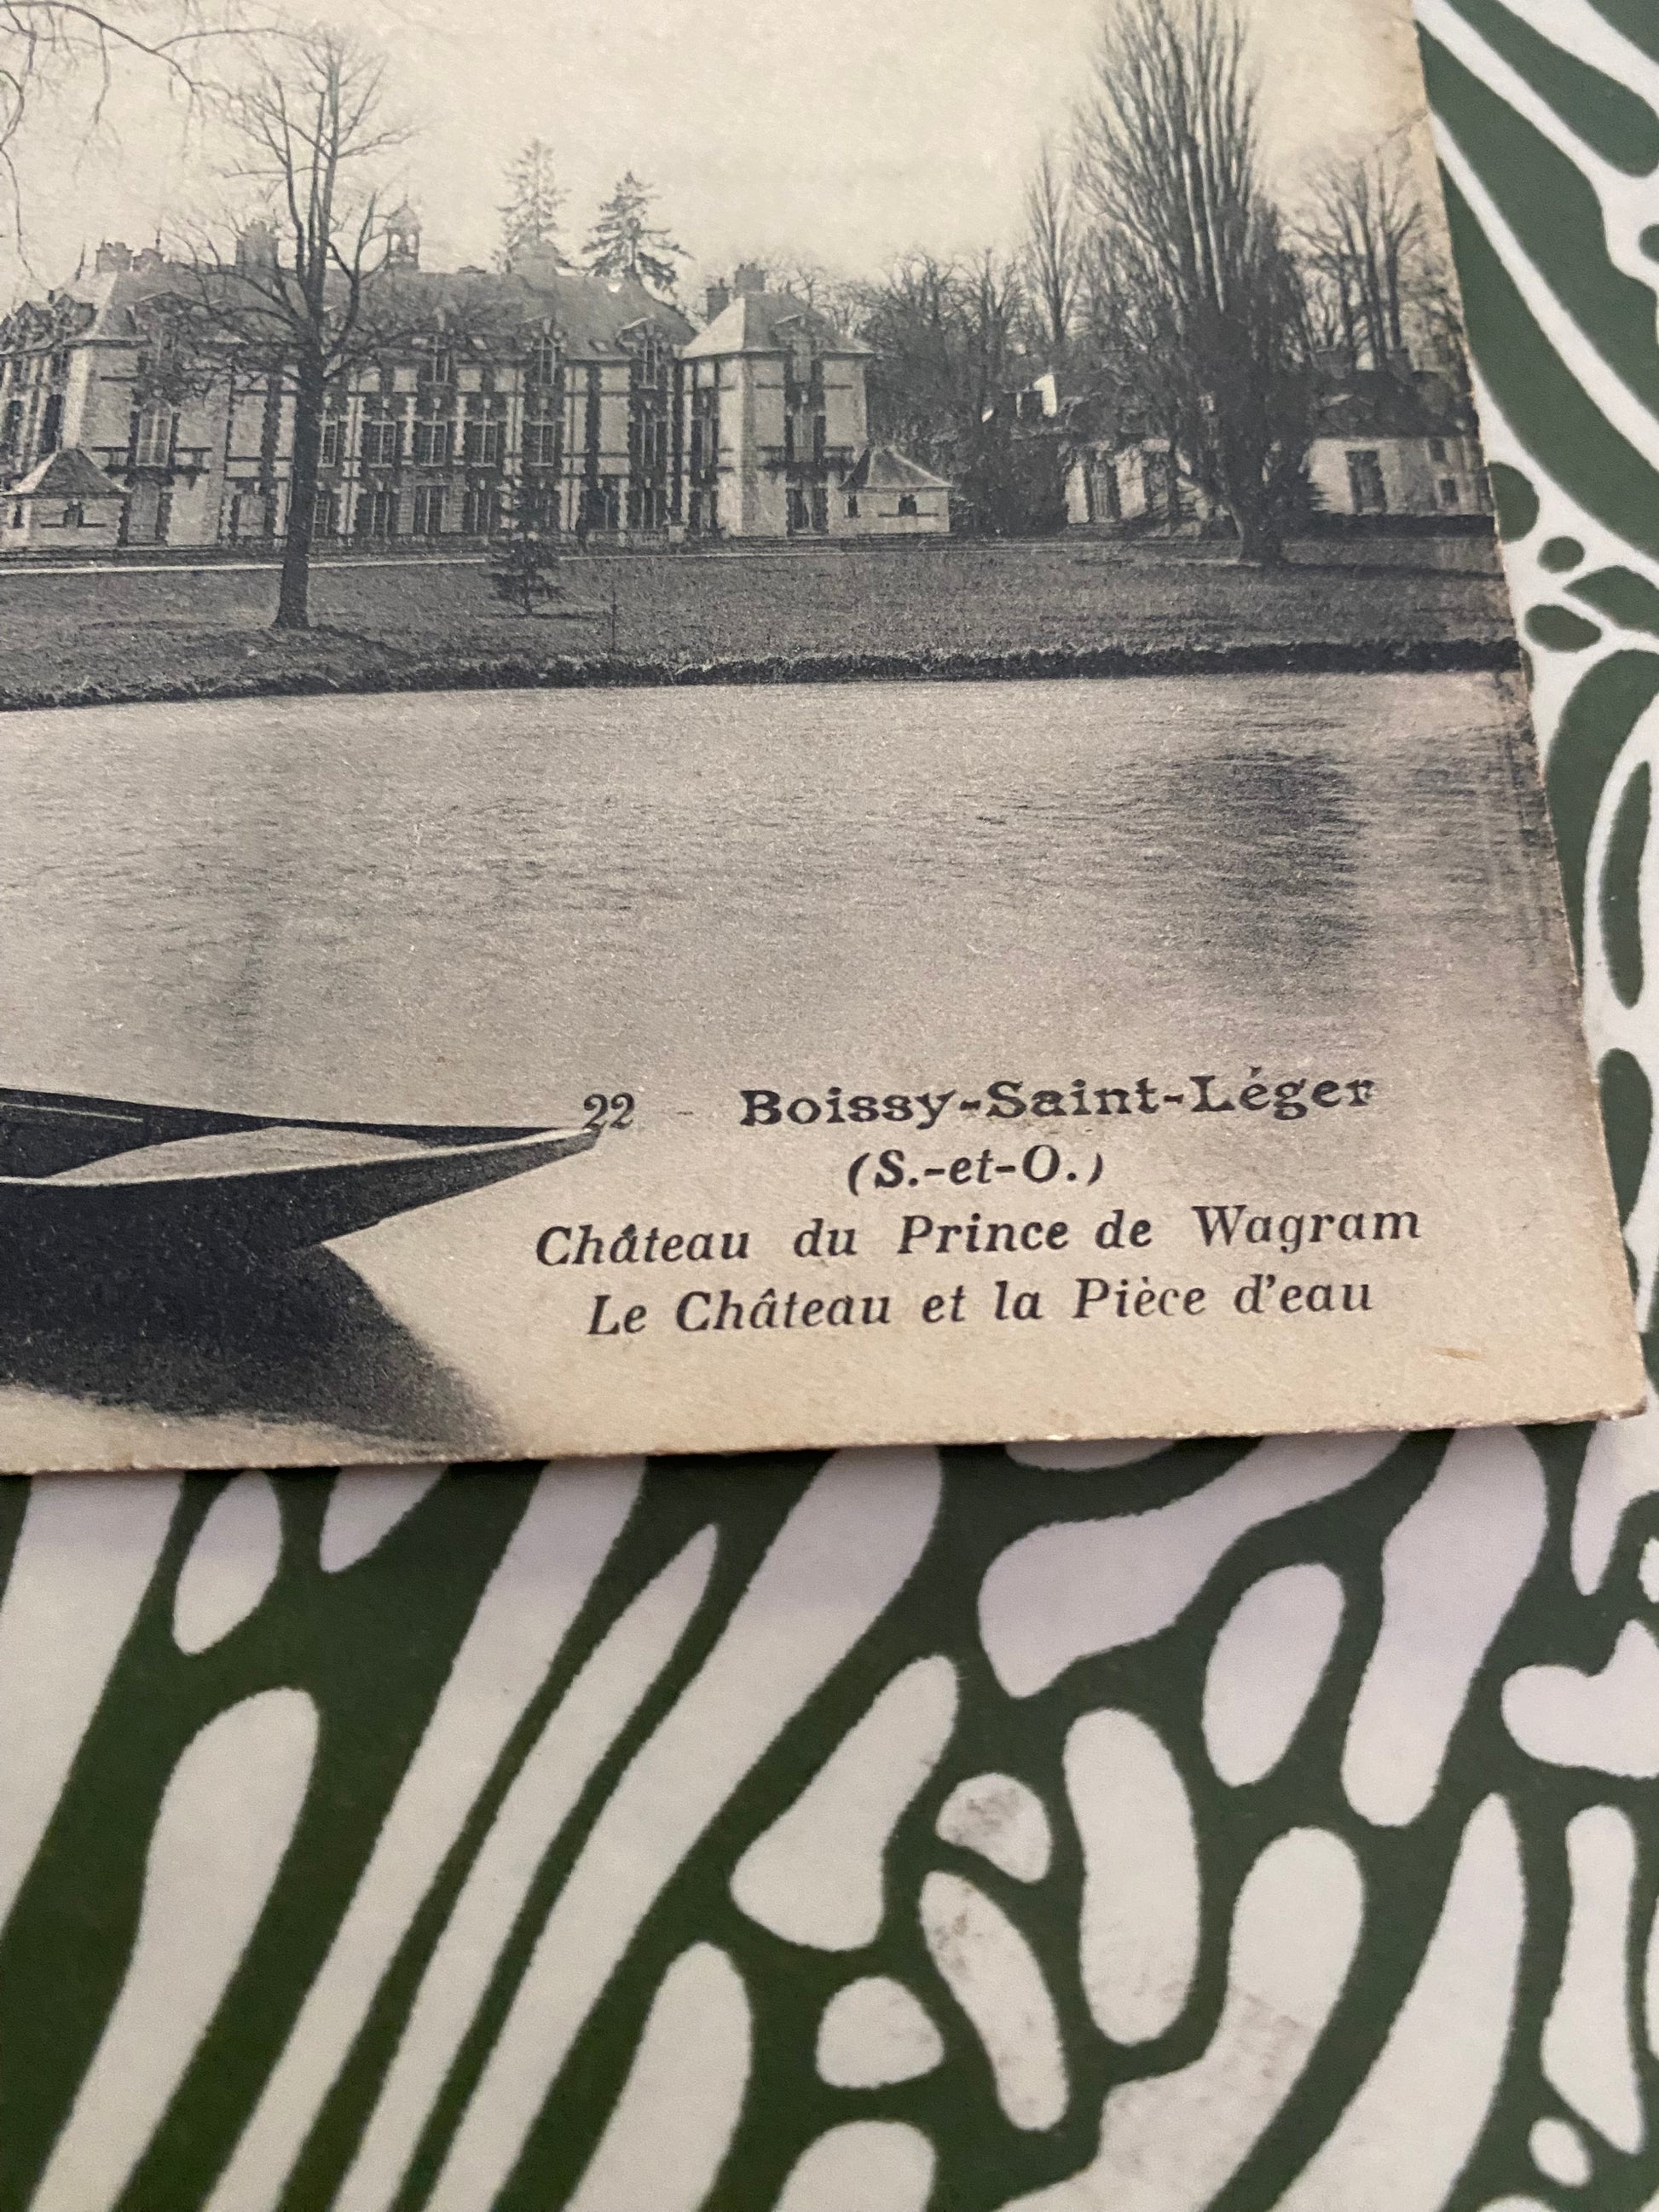 22 - Boissy-Saint-Léger
(S.-et-O.)
Château du Prince de Wagram
Le Château et la Pièce d'eau